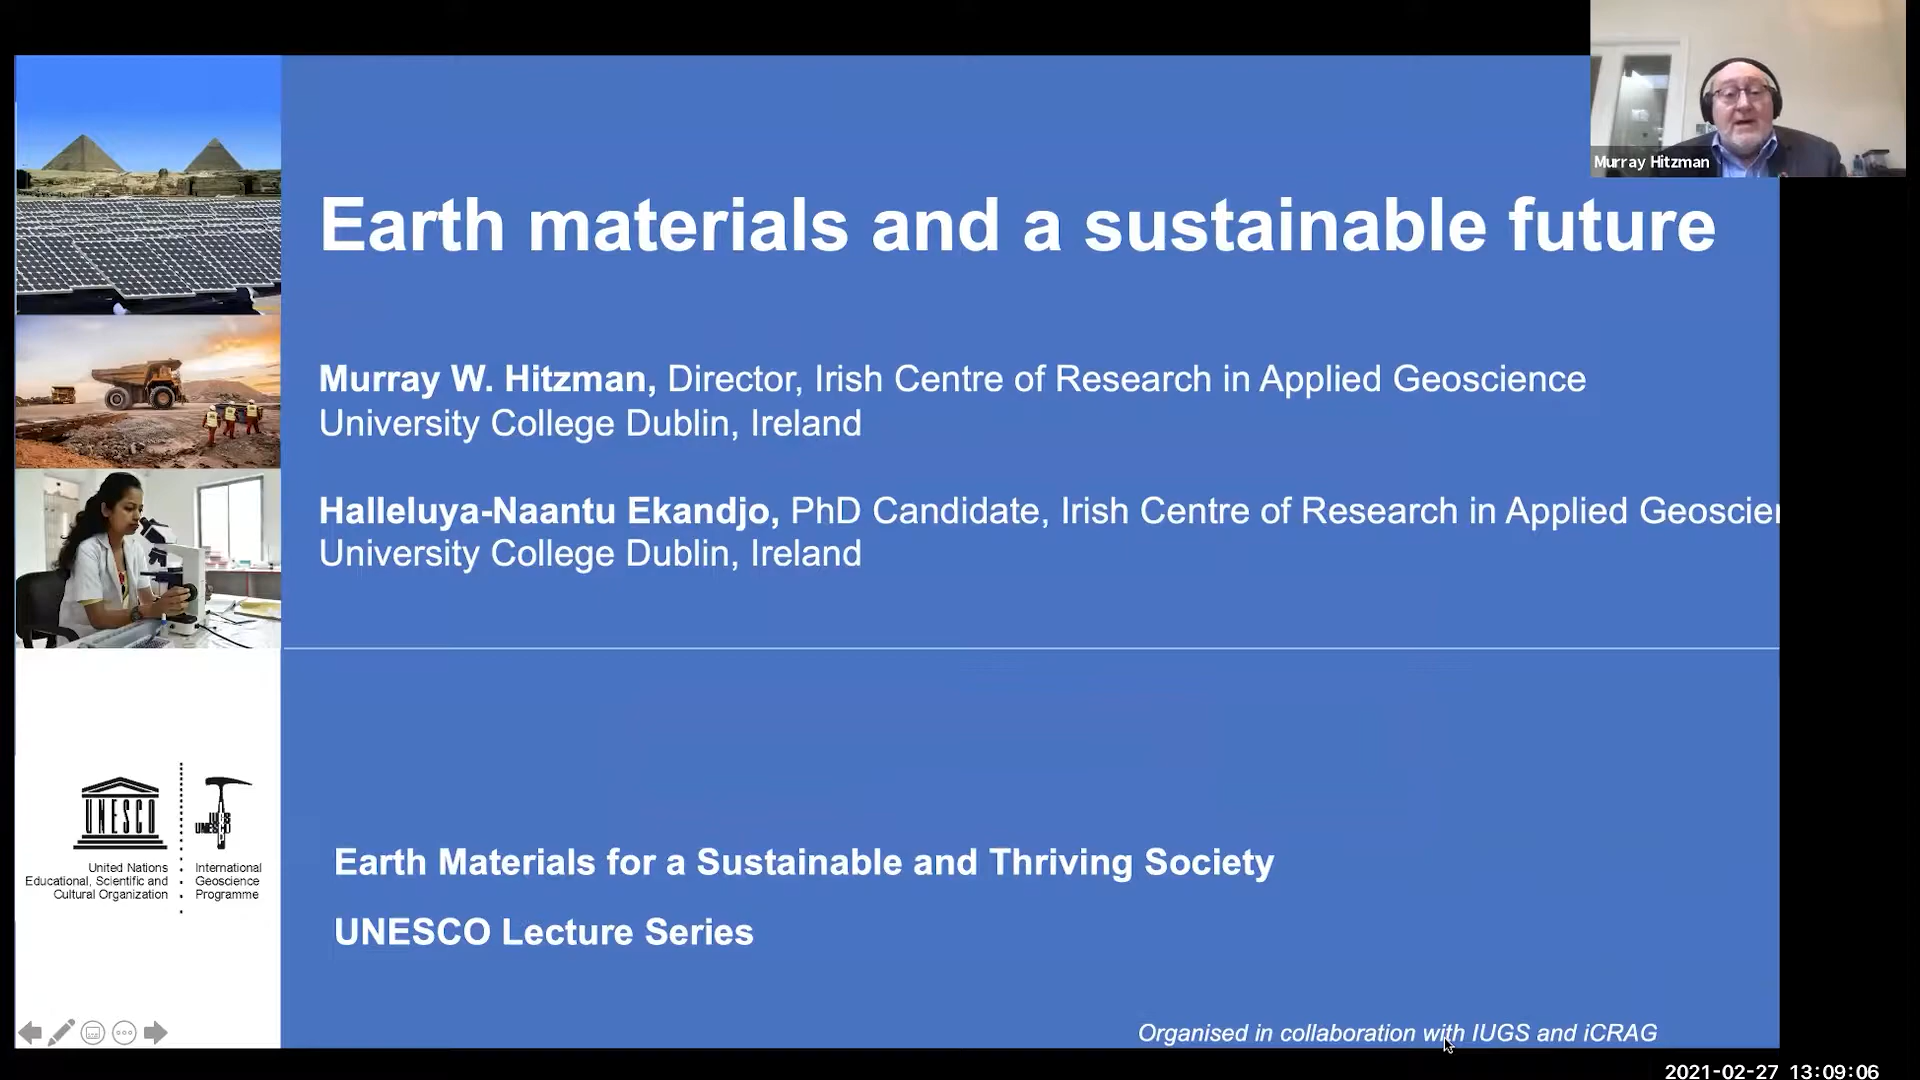 Murray Hitzman
Earth materials and a sustainable future
Murray W. Hitzman, Director, Irish Centre of Research in Applied Geoscience
University College Dublin, Ireland
Halleluya-Naantu Ekandjo, PhD Candidate, Irish Centre of Research in Applied Geoscien
University College Dublin, Ireland
UNESCO
United Nations
Educational, Scientific and
Cultural Organization
IUGS
UNESCO
International
Geoscience
Programme
Earth Materials for a Sustainable and Thriving Society
UNESCO Lecture Series
Organised in collaboration with IUGS and iCRAG
2021-02-27 13:09:06